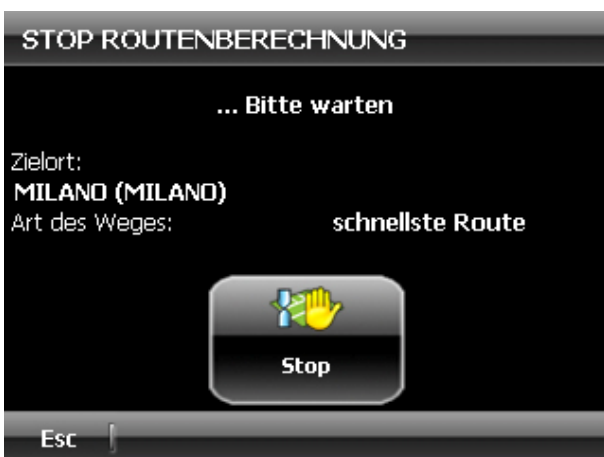 STOP ROUTENBERECHNUNG
... Bitte warten
Zielort:
MILANO (MILANO)
Art des Weges: schnellste Route
Stop
Esc